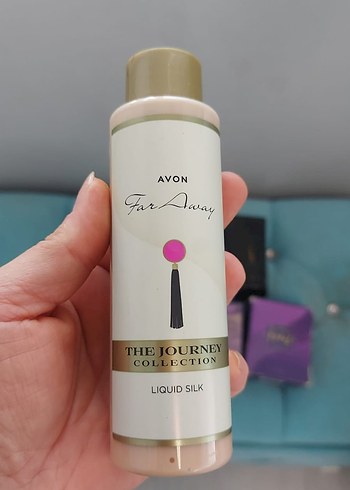 AVON
Far Away
THE JOURNEY
COLLECTION
LIQUID SILK